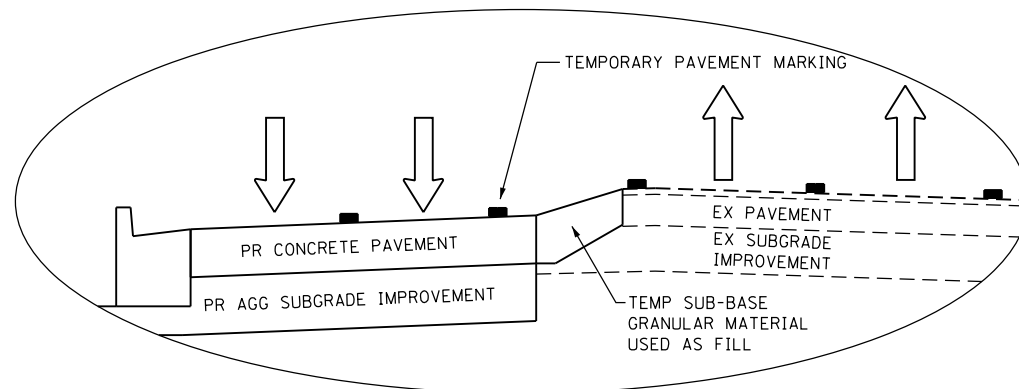 TEMPORARY PAVEMENT MARKING
EX PAVEMENT
EX SUBGRADE
IMPROVEMENT
PR CONCRETE PAVEMENT
PR AGG SUBGRADE IMPROVEMENT
TEMP SUB-BASE
GRANULAR MATERIAL
USED AS FILL